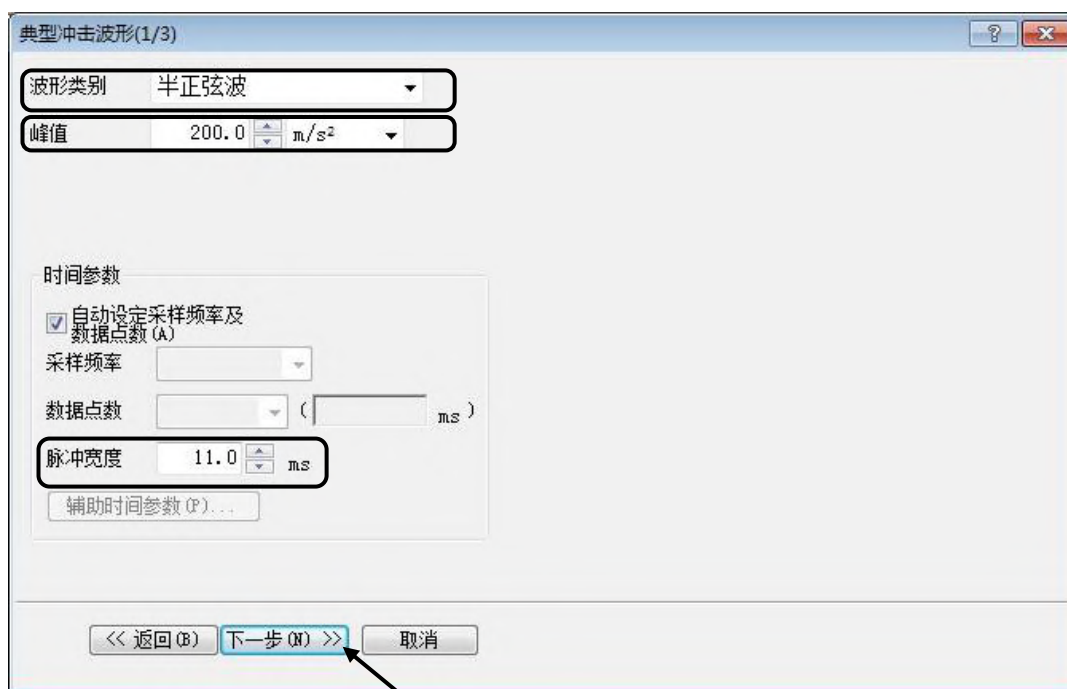 典型冲击波形(1/3)
波形类别 半正弦波
峰值 200.0 m/s²
时间参数
自动设定采样频率及
数据点数(A)
采样频率
数据点数 ( ms )
脉冲宽度 11.0 ms
辅助时间参数(P)...
<< 返回(B) 下一步(N) >> 取消